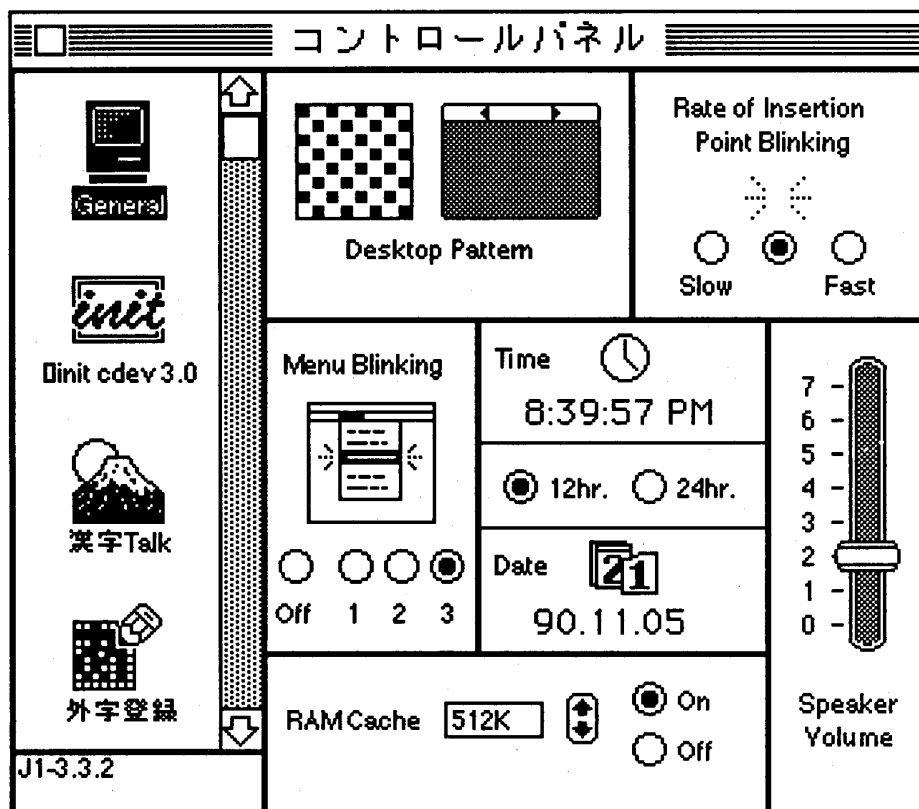 コントロールパネル
General
init
init cdev 3.0
漢字Talk
外字登録
J1-3.3.2
Desktop Pattern
Rate of Insertion
Point Blinking
Slow
Fast
Menu Blinking
Off 1 2 3
Time
8:39:57 PM
12hr. 24hr.
Date
21
90.11.05
7
6
5
4
3
2
1
0
Speaker
Volume
RAM Cache 512K
On
Off